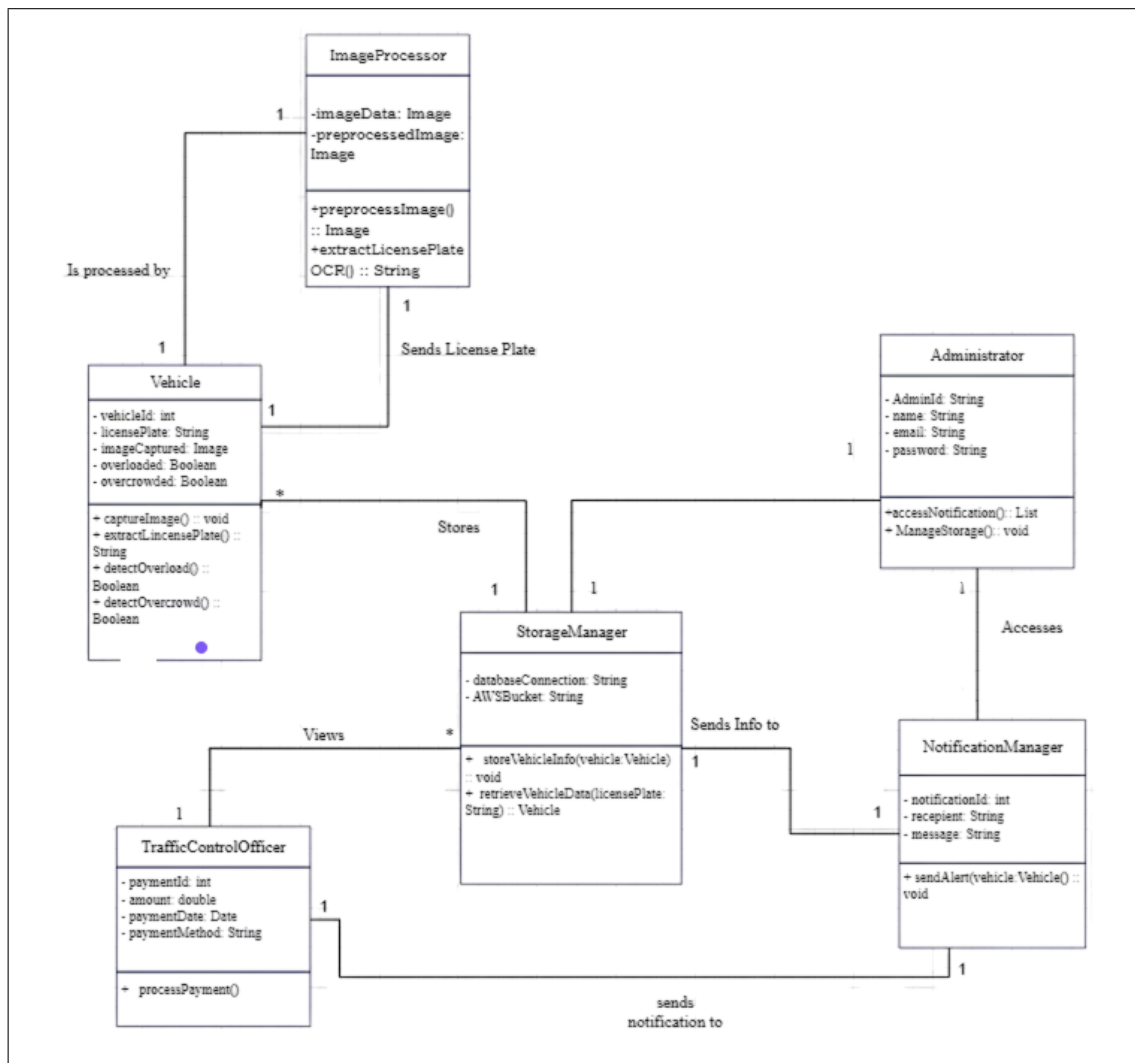 ImageProcessor
-imageData: Image
-preprocessedImage:
Image
+preprocessImage()
:: Image
+extractLicensePlate
OCR() :: String
1
Is processed by
1
1
Sends License Plate
1
Vehicle
- vehicleId: int
- licensePlate: String
- imageCaptured: Image
- overloaded: Boolean
- overcrowded: Boolean
+ captureImage() :: void
+ extractLincensePlate() ::
String
+ detectOverload() ::
Boolean
+ detectOvercrowd() ::
Boolean
*
Stores
1
1
1
Administrator
- AdminId: String
- name: String
- email: String
- password: String
+accessNotification():: List
+ ManageStorage():: void
1
Accesses
StorageManager
- databaseConnection: String
- AWSBucket: String
+ storeVehicleInfo(vehicle:Vehicle)
:: void
+ retrieveVehicleData(licensePlate:
String) :: Vehicle
Views
*
1
Sends Info to
1
1
NotificationManager
- notificationId: int
- recepient: String
- message: String
+ sendAlert(vehicle:Vehicle() ::
void
TrafficControlOfficer
- paymentId: int
- amount: double
- paymentDate: Date
- paymentMethod: String
+ processPayment()
1
1
sends
notification to